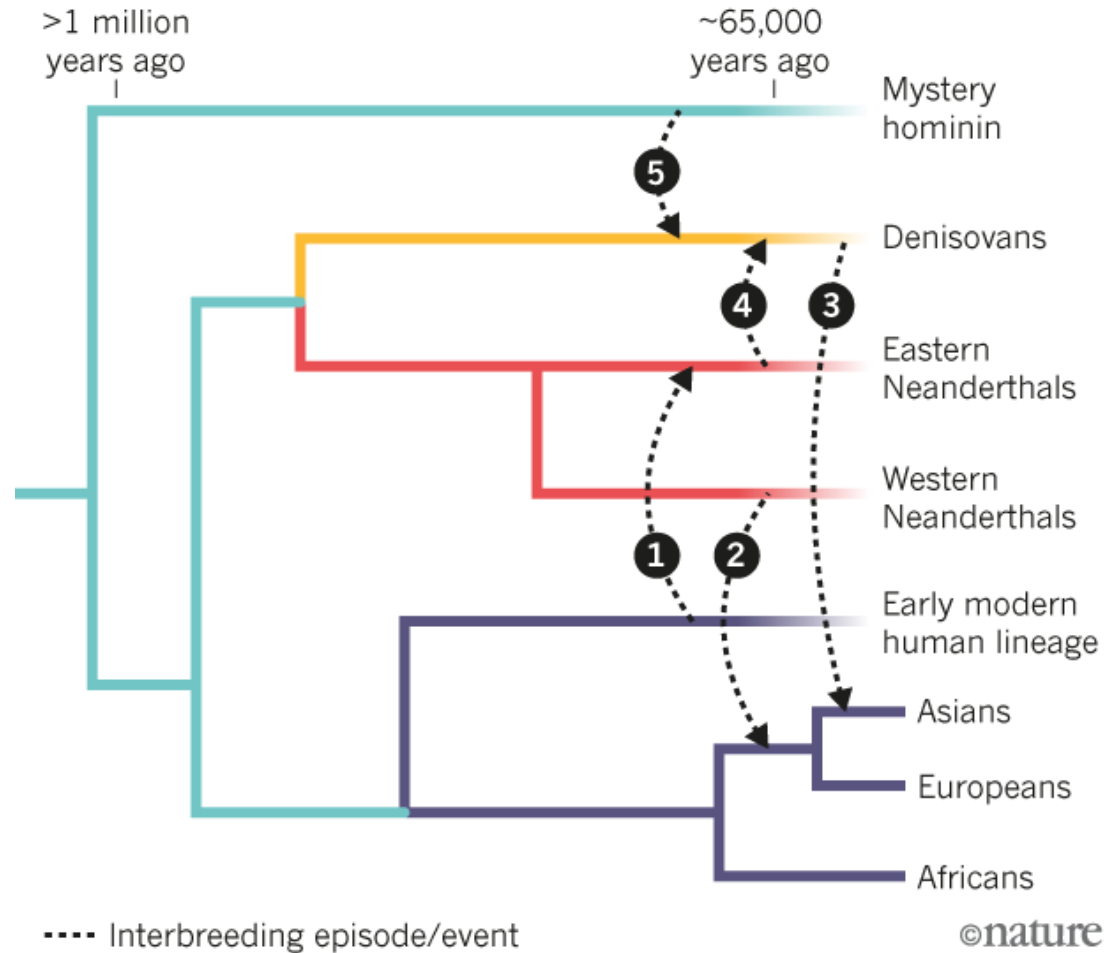 >1 million
years ago
~65,000
years ago
Mystery
hominin
5
Denisovans
4
3
Eastern
Neanderthals
Western
Neanderthals
1
2
Early modern
human lineage
Asians
Europeans
Africans
Interbreeding episode/event
©nature